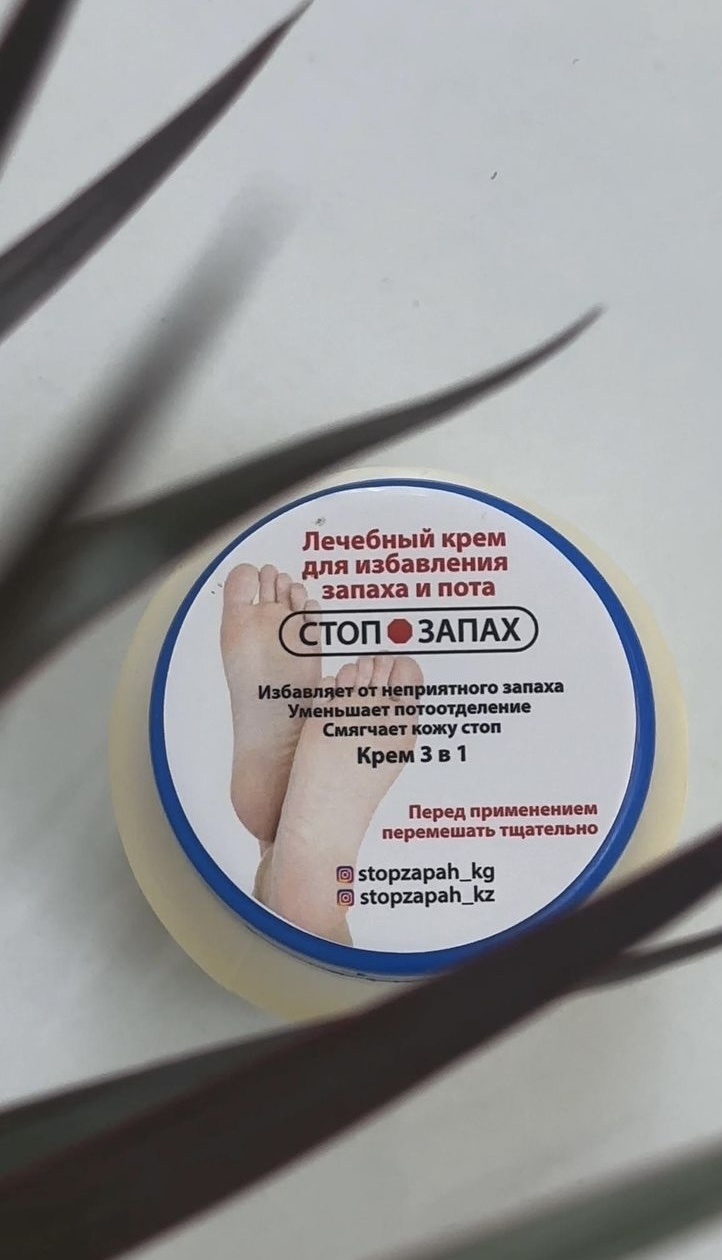 Лечебный крем
для избавления
запаха и пота
СТОП ЗАПАХ
Избавляет от неприятного запаха
Уменьшает потоотделение
Смягчает кожу стоп
Крем 3 в 1
Перед применением
перемешать тщательно
stopzapah_kg
stopzapah_kz